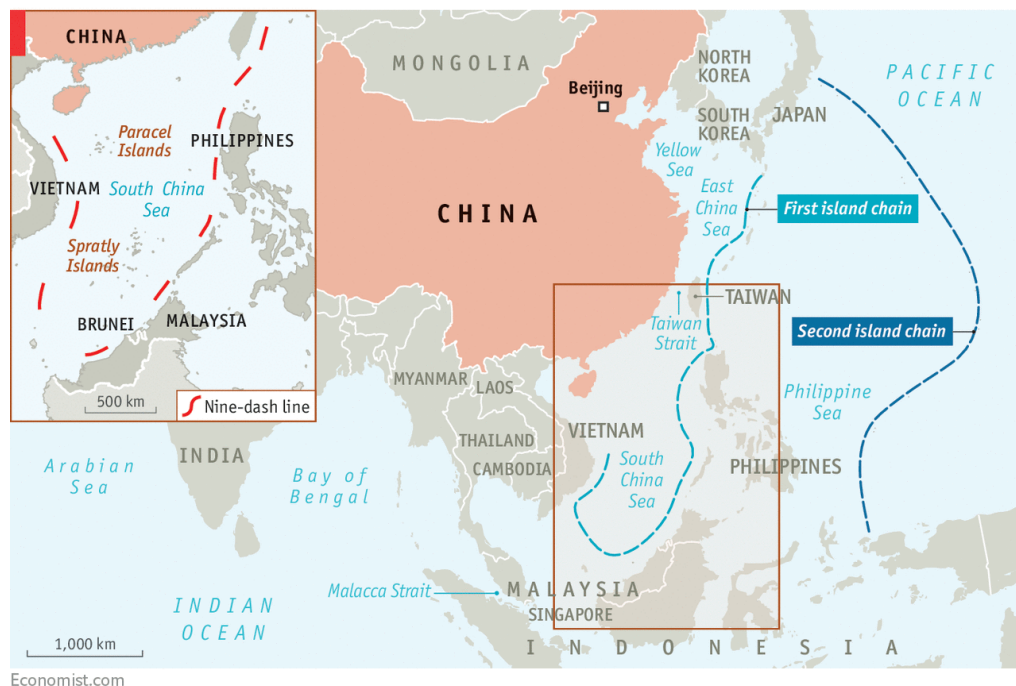 CHINA
Paracel
Islands
PHILIPPINES
VIETNAM
South China
Sea
Spratly
Islands
BRUNEI
MALAYSIA
500 km
Nine-dash line
MONGOLIA
Beijing
NORTH
KOREA
SOUTH
KOREA
JAPAN
PACIFIC
OCEAN
Yellow
Sea
East
China
Sea
First island chain
CHINA
TAIWAN
Taiwan
Strait
Second island chain
MYANMAR
LAOS
Philippine
Sea
VIETNAM
THAILAND
CAMBODIA
South
China
Sea
PHILIPPINES
INDIA
Arabian
Sea
Bay of
Bengal
Malacca Strait
MALAYSIA
SINGAPORE
INDIAN
OCEAN
INDONESIA
1,000 km
Economist.com